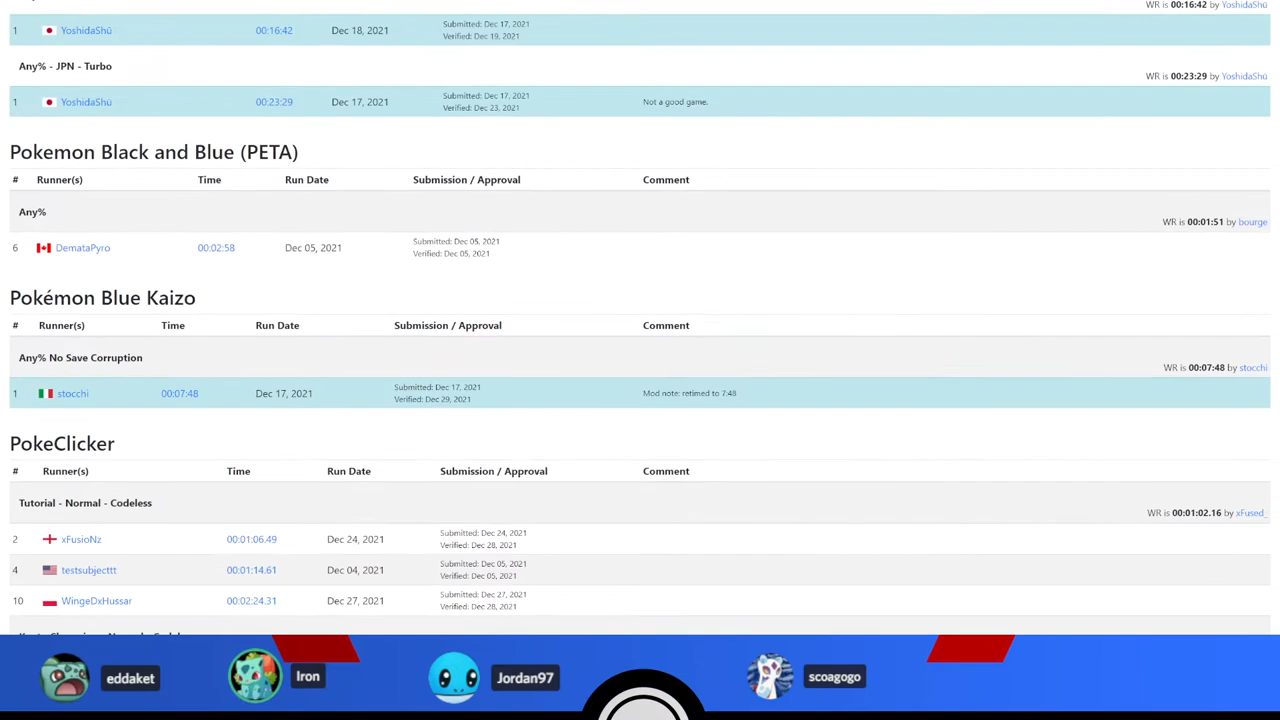 WR is 00:16:42 by YoshidaShú
1 YoshidaShú 00:16:42 Dec 18, 2021 Submitted: Dec 17, 2021
Verified: Dec 19, 2021
Any% - JPN - Turbo
WR is 00:23:29 by YoshidaShú
1 YoshidaShú 00:23:29 Dec 17, 2021 Submitted: Dec 17, 2021 Not a good game.
Verified: Dec 23, 2021
Pokemon Black and Blue (PETA)
# Runner(s) Time Run Date Submission / Approval Comment
Any%
WR is 00:01:51 by bourge
6 DemataPyro 00:02:58 Dec 05, 2021 Submitted: Dec 05, 2021
Verified: Dec 05, 2021
Pokémon Blue Kaizo
# Runner(s) Time Run Date Submission / Approval Comment
Any% No Save Corruption
WR is 00:07:48 by stocchi
1 stocchi 00:07:48 Dec 17, 2021 Submitted: Dec 17, 2021 Mod note: retimed to 7:48
Verified: Dec 29, 2021
PokeClicker
# Runner(s) Time Run Date Submission / Approval Comment
Tutorial - Normal - Codeless
WR is 00:01:02.16 by xFused_
2 xFusioNz 00:01:06.49 Dec 24, 2021 Submitted: Dec 24, 2021
Verified: Dec 28, 2021
4 testsubjecttt 00:01:14.61 Dec 04, 2021 Submitted: Dec 05, 2021
Verified: Dec 05, 2021
10 WingeDxHussar 00:02:24.31 Dec 27, 2021 Submitted: Dec 27, 2021
Verified: Dec 28, 2021
eddaket Iron Jordan97 scoagogo